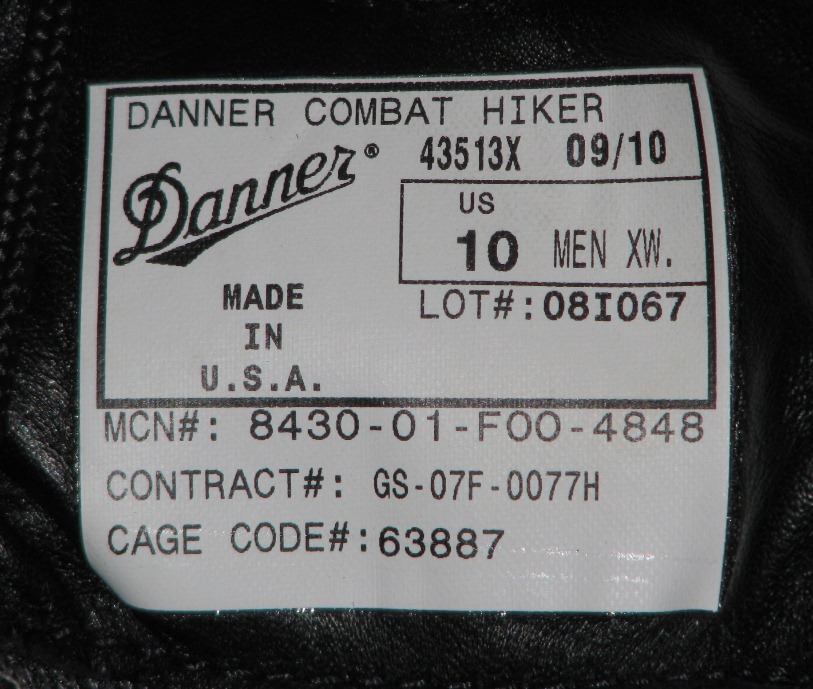 DANNER COMBAT HIKER
Danner®
43513X 09/10
US
10 MEN XW.
LOT#:08I067
MADE
IN
U.S.A.
MCN#: 8430-01-F00-4848
CONTRACT#: GS-07F-0077H
CAGE CODE#:63887